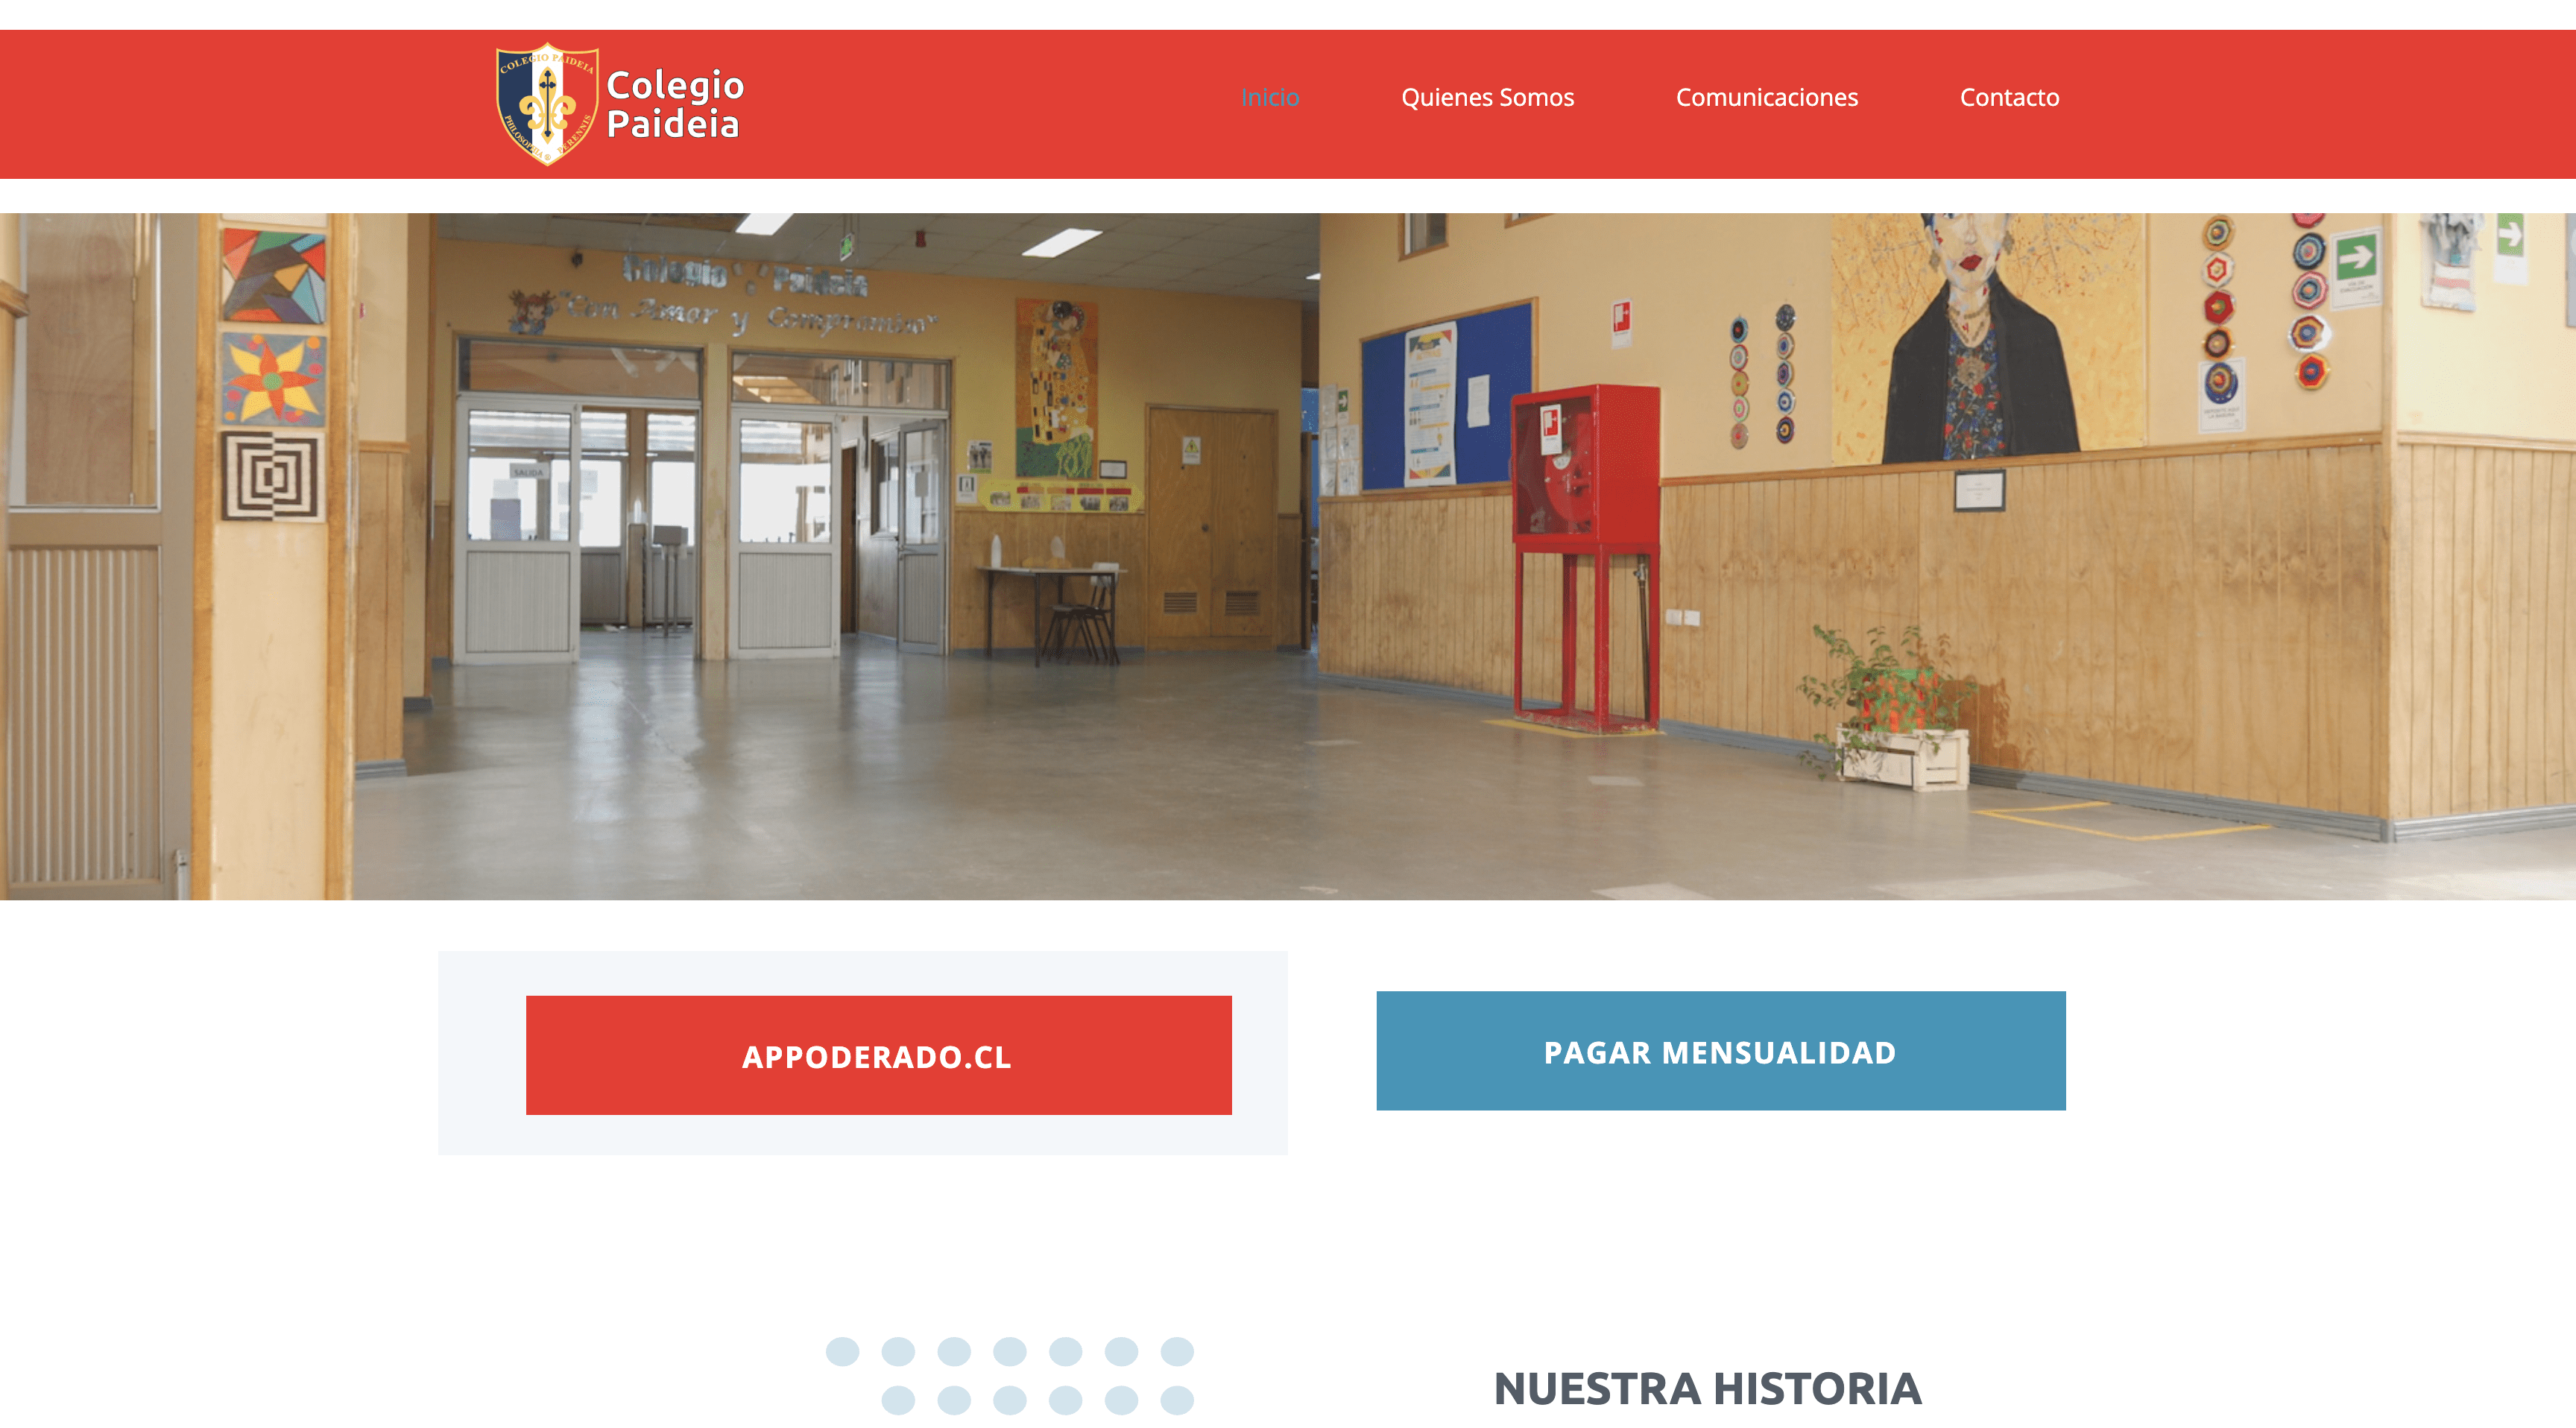 COLEGIO PAIDEIA
PHILOSOPHIA PERENNIS
Colegio
Paideia
Inicio
Quienes Somos
Comunicaciones
Contacto
Colegio Paideia
"Con Amor y Compromiso"
SALIDA
APPODERADO.CL
PAGAR MENSUALIDAD
NUESTRA HISTORIA